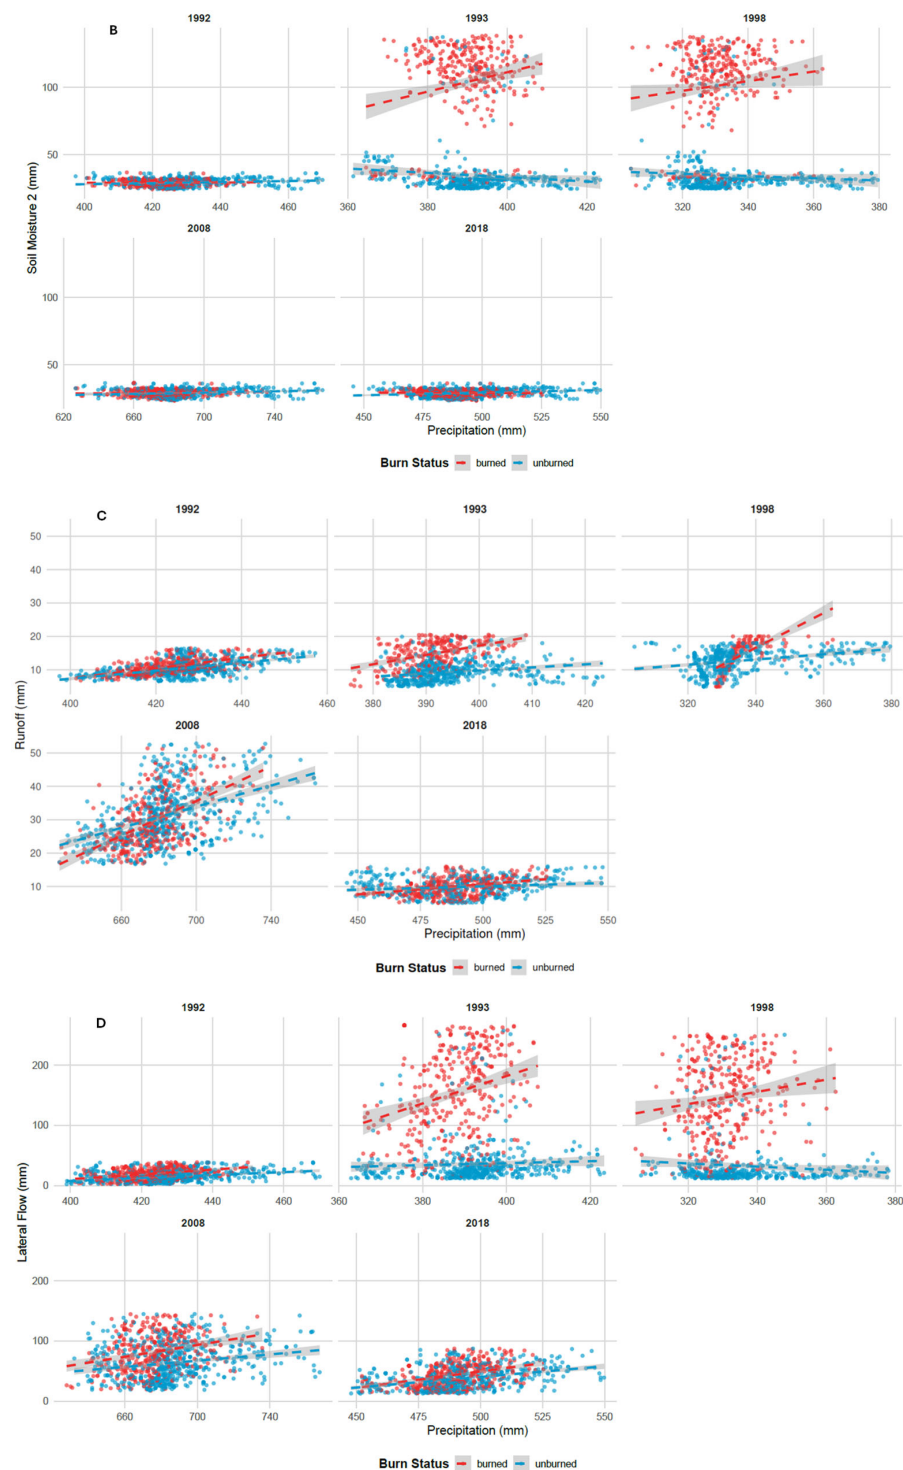 B
1992 1993 1998
100
50
400 420 440 460 360 380 400 420 320 340 360 380
2008 2018
Soil Moisture 2 (mm)
100
50
620 660 700 740 450 475 500 525 550
Precipitation (mm)
Burn Status burned unburned
C
1992 1993 1998
50
40
30
20
10
400 420 440 460 380 390 400 410 420 320 340 360 380
Runoff (mm)
2008 2018
50
40
30
20
10
660 700 740 450 475 500 525 550
Precipitation (mm)
Burn Status burned unburned
D
1992 1993 1998
200
100
0
400 420 440 460 360 380 400 420 320 340 360 380
Lateral Flow (mm)
2008 2018
200
100
0
660 700 740 450 475 500 525 550
Precipitation (mm)
Burn Status burned unburned